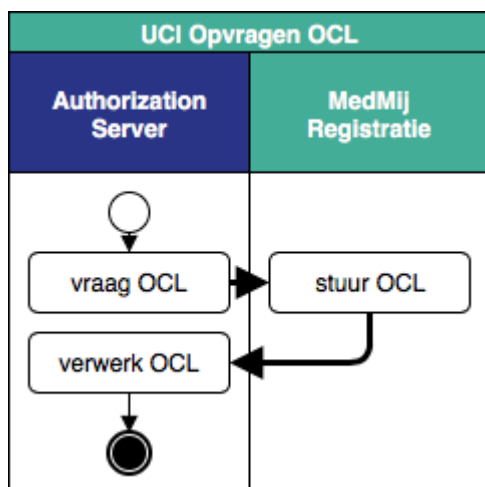 UCI Opvragen OCL
Authorization
Server
MedMij
Registratie
vraag OCL
stuur OCL
verwerk OCL